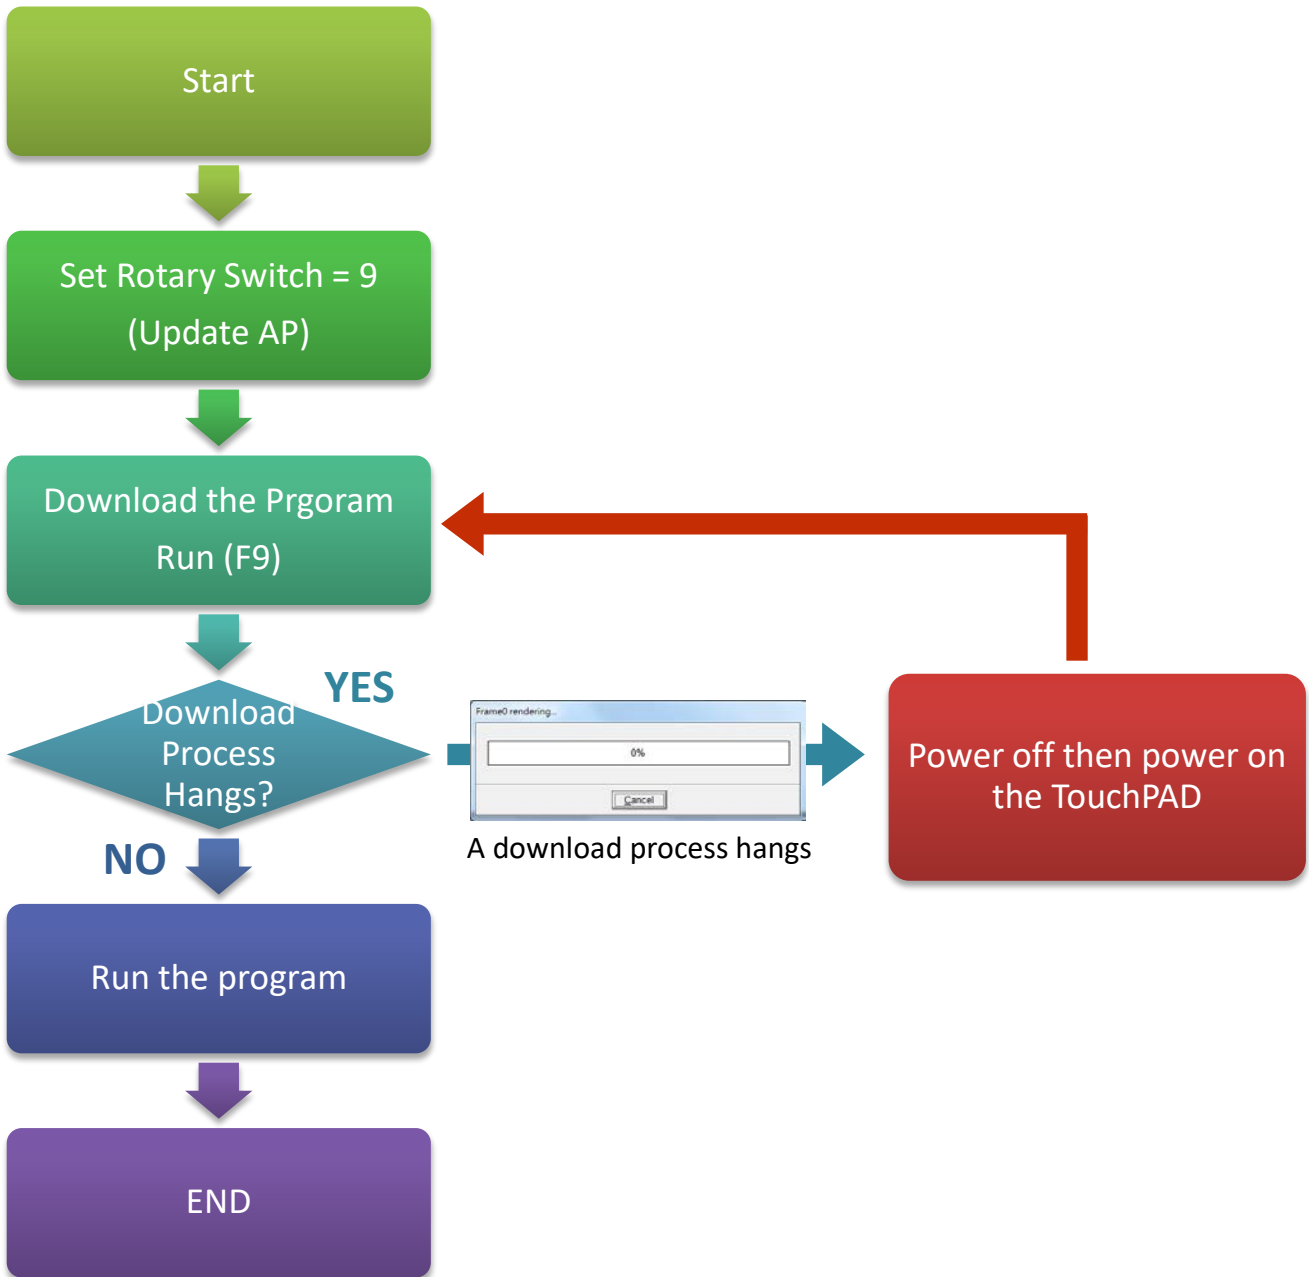 Start
Set Rotary Switch = 9
(Update AP)
Download the Prgoram
Run (F9)
YES
Download
Process
Hangs?
Frame0 rendering...
0%
Cancel
A download process hangs
Power off then power on
the TouchPAD
NO
Run the program
END